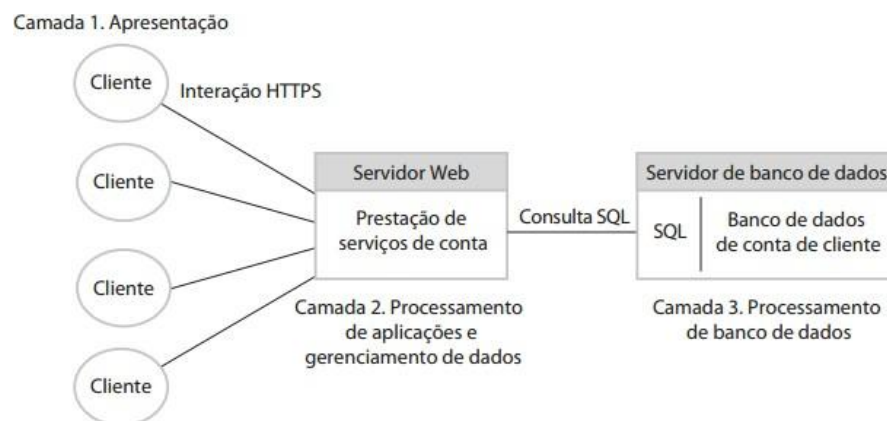 Camada 1. Apresentação
Cliente
Interação HTTPS
Cliente
Cliente
Cliente
Servidor Web
Prestação de
serviços de conta
Consulta SQL
Servidor de banco de dados
SQL
Banco de dados
de conta de cliente
Camada 2. Processamento
de aplicações e
gerenciamento de dados
Camada 3. Processamento
de banco de dados